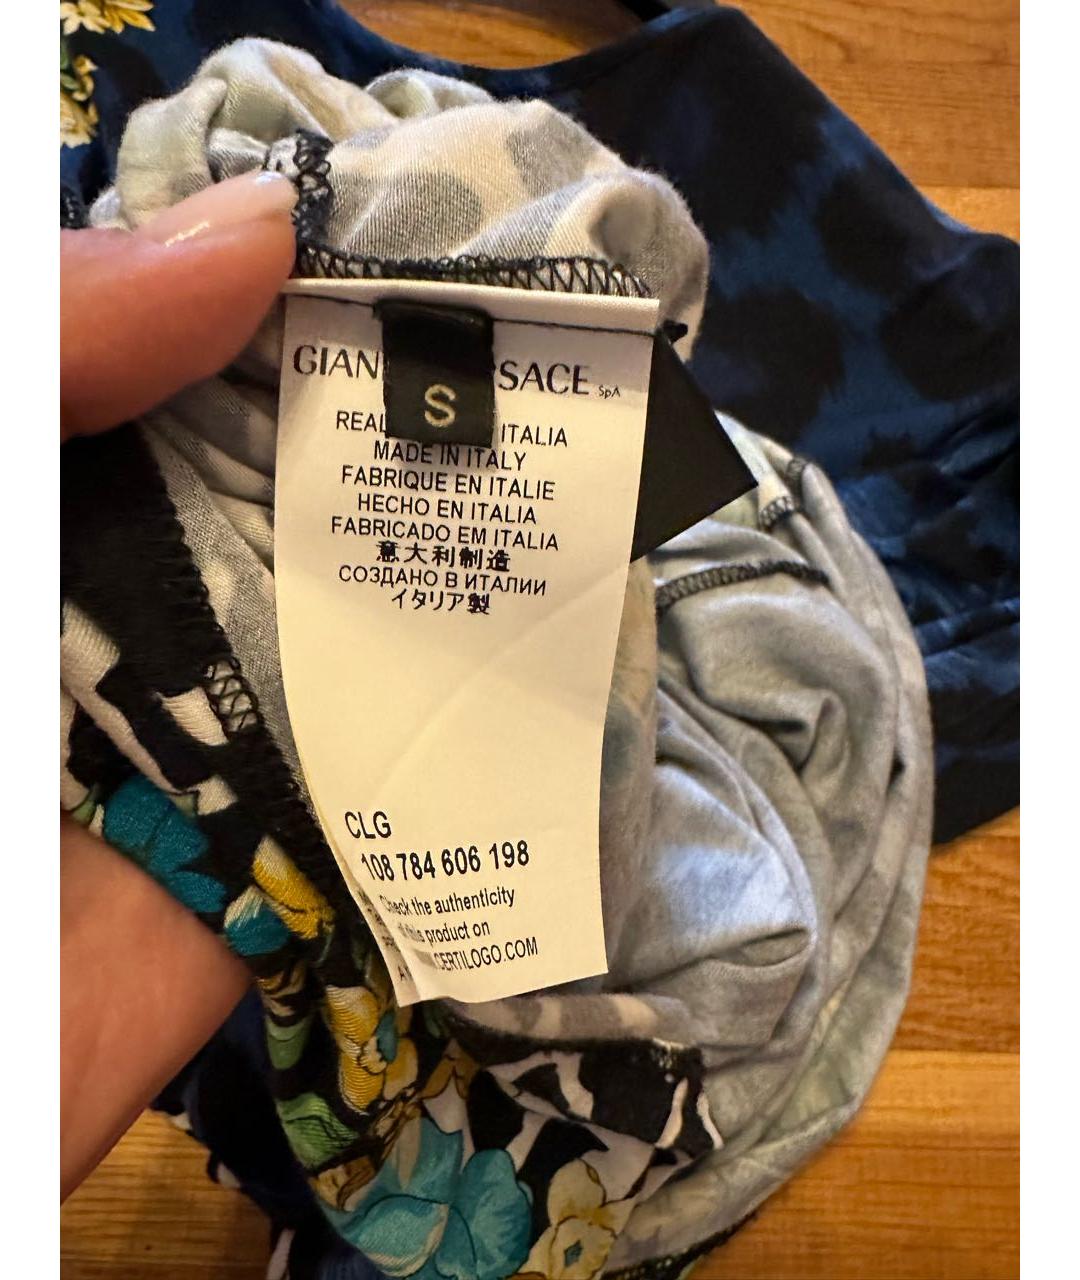 GIAN SACE SpA
S
REAL ITALIA
MADE IN ITALY
FABRIQUE EN ITALIE
HECHO EN ITALIA
FABRICADO EM ITALIA
意大利制造
СОЗДАНО В ИТАЛИИ
イタリア製
CLG
108 784 606 198
Check the authenticity
product on
CERTILOGO.COM